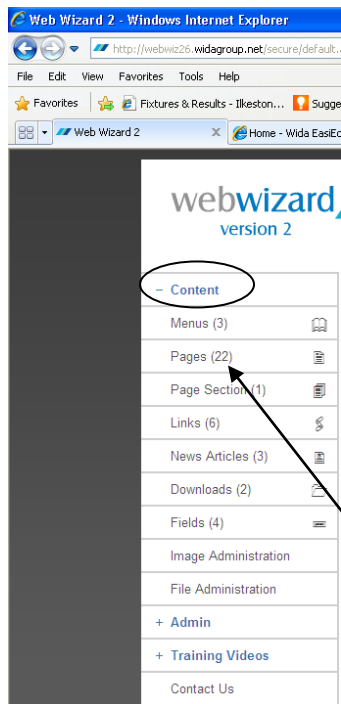 Web Wizard 2 - Windows Internet Explorer
http://webwiz26.widagroup.net/secure/default.
File Edit View Favorites Tools Help
Favorites Fixtures & Results - Ilkeston... Sugge
Web Wizard 2 X Home - Wida EasiEc
webwizard
version 2
− Content
Menus (3)
Pages (22)
Page Section (1)
Links (6)
News Articles (3)
Downloads (2)
Fields (4)
Image Administration
File Administration
+ Admin
+ Training Videos
Contact Us